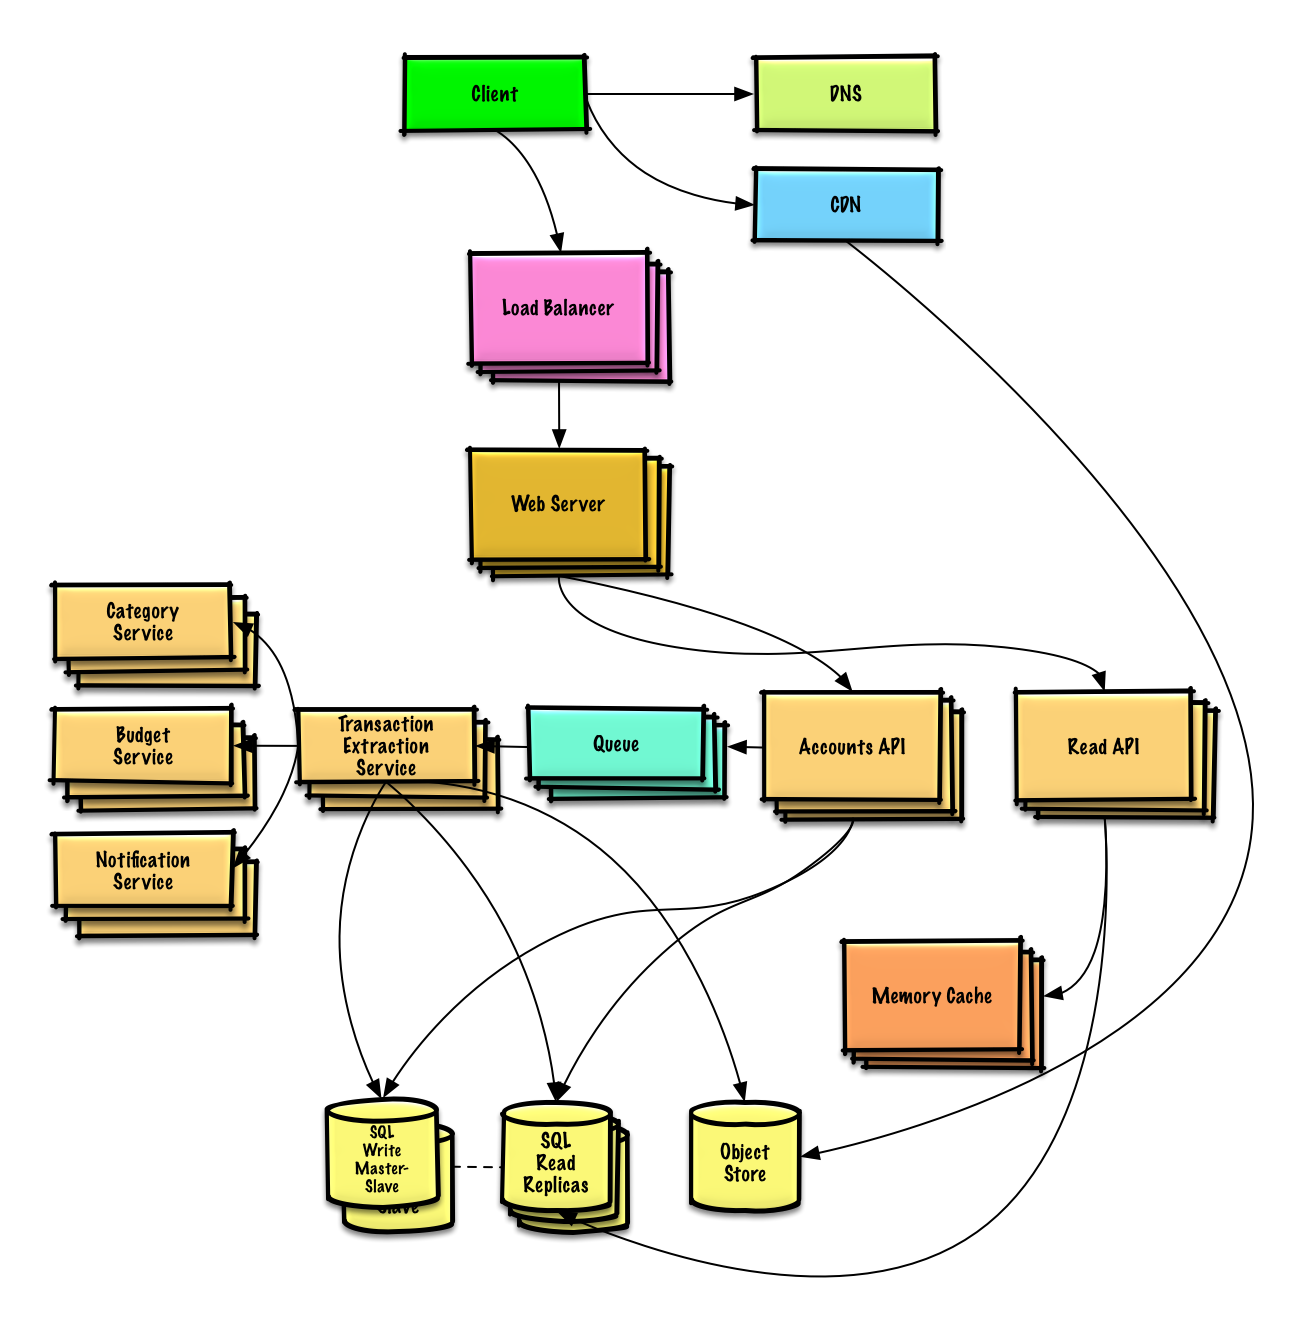 Client
DNS
CDN
Load Balancer
Web Server
Category
Service
Budget
Service
Notification
Service
Transaction
Extraction
Service
Queue
Accounts API
Read API
Memory Cache
SQL
Write
Master-
Slave
Slave
SQL
Read
Replicas
Object
Store